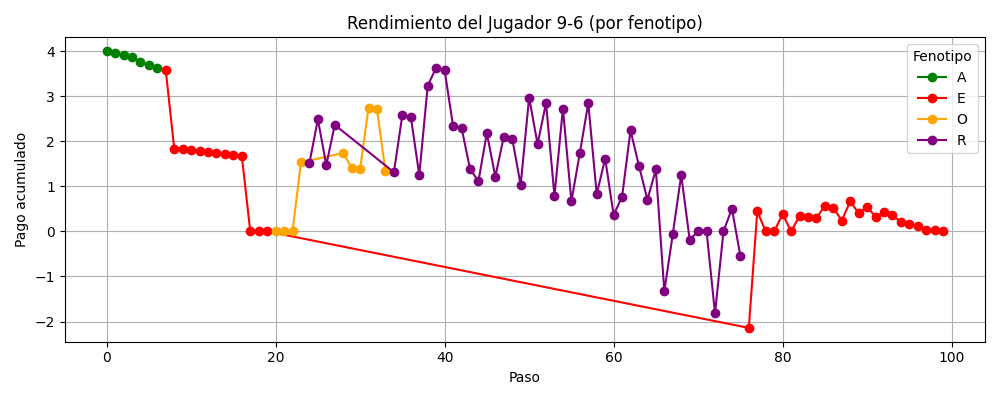 Rendimiento del Jugador 9-6 (por fenotipo)
Pago acumulado
4
3
2
1
0
−1
−2
Fenotipo
A
E
O
R
0 20 40 60 80 100
Paso